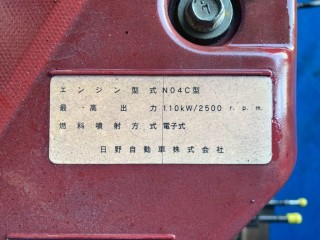 エンジン型式 N04C型
最高出力 110kW/2500 r.p.m.
燃料噴射方式 電子式
日野自動車株式会社